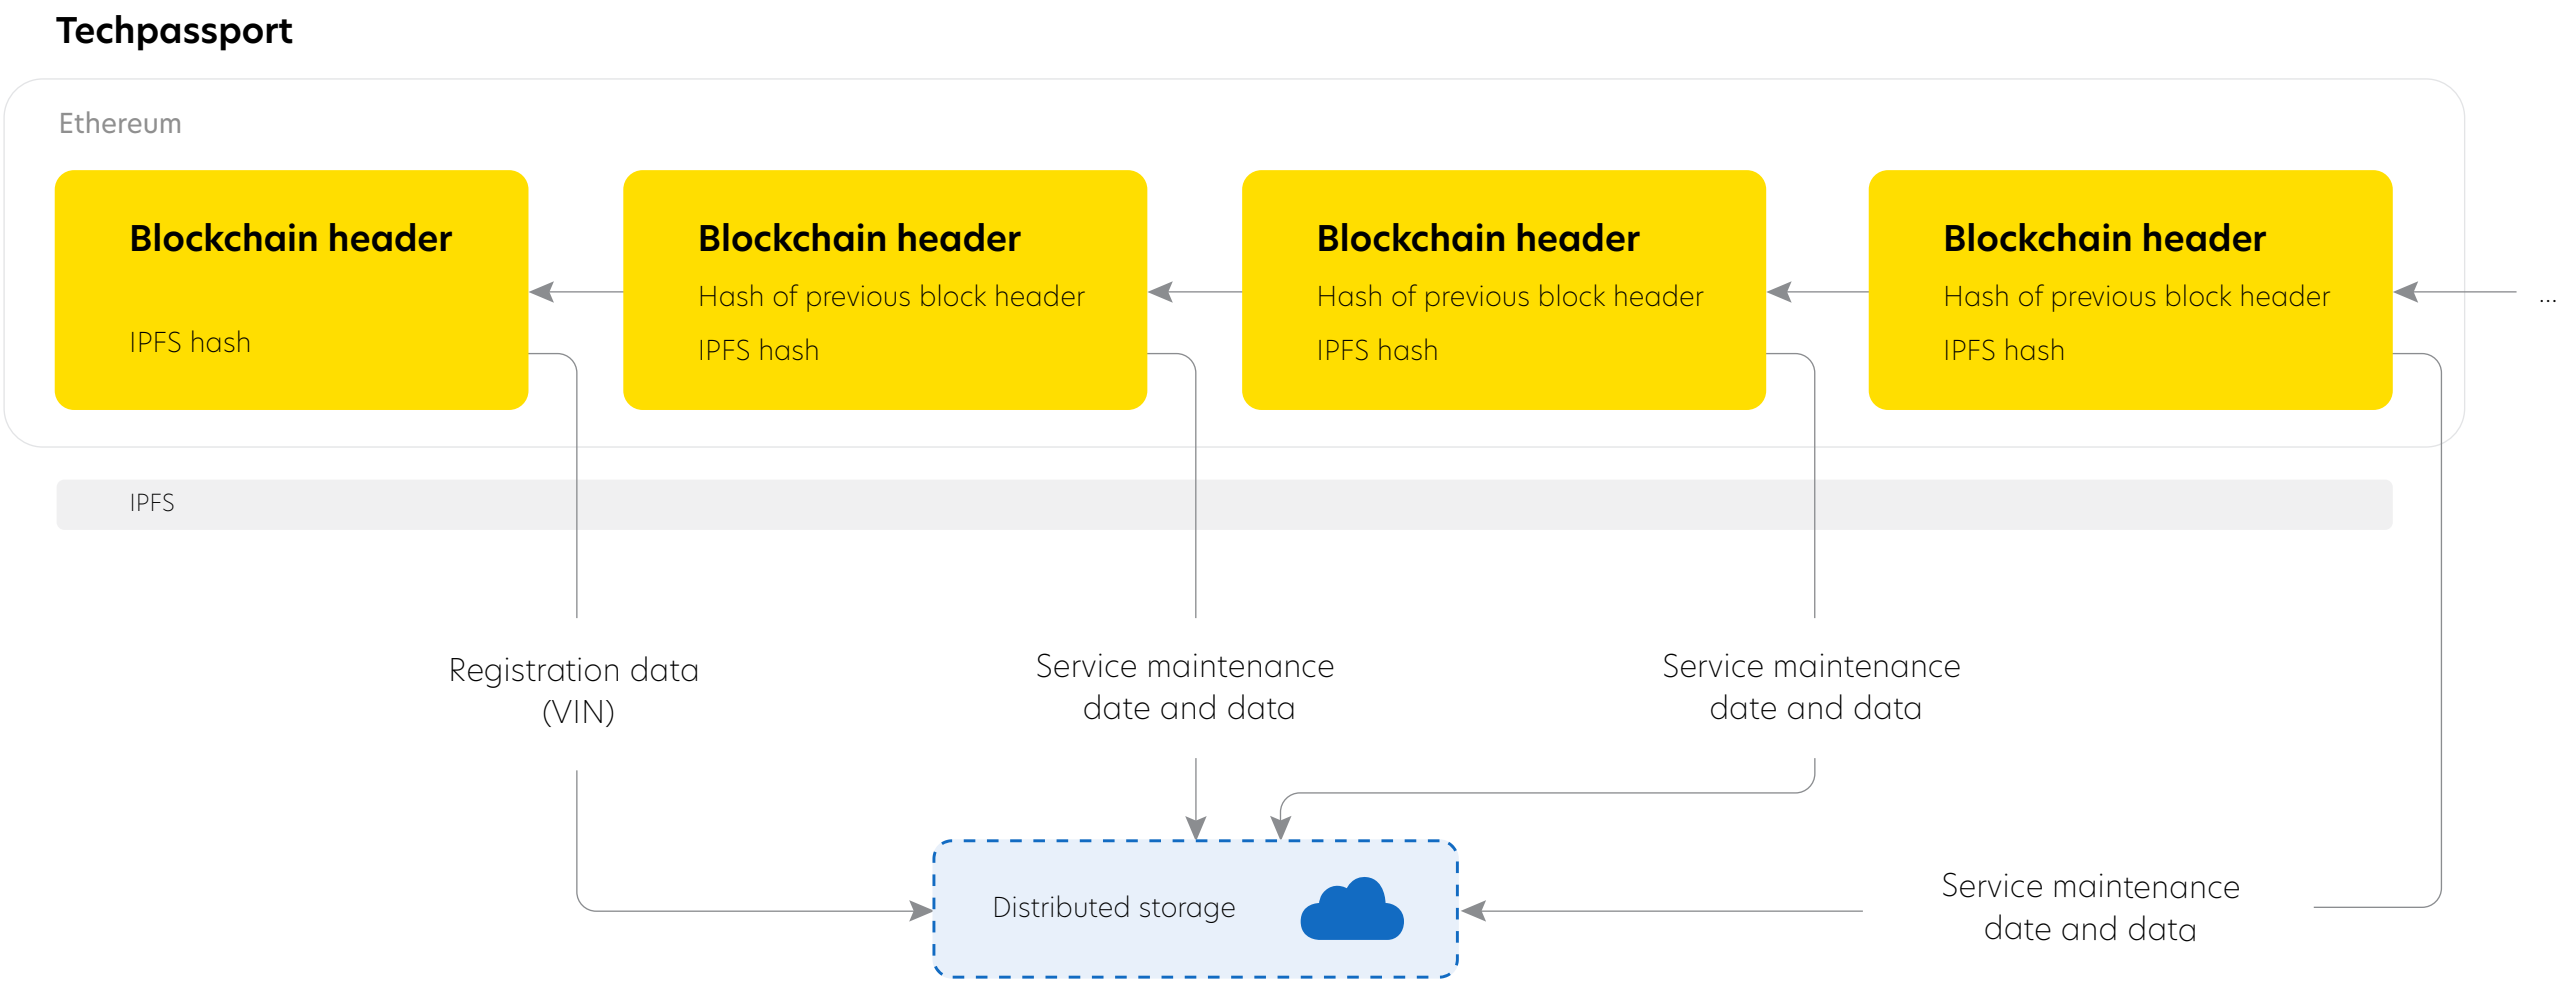 Techpassport
Ethereum
Blockchain header
IPFS hash
Blockchain header
Hash of previous block header
IPFS hash
Blockchain header
Hash of previous block header
IPFS hash
Blockchain header
Hash of previous block header
IPFS hash
...
IPFS
Registration data
(VIN)
Service maintenance
date and data
Service maintenance
date and data
Distributed storage
Service maintenance
date and data